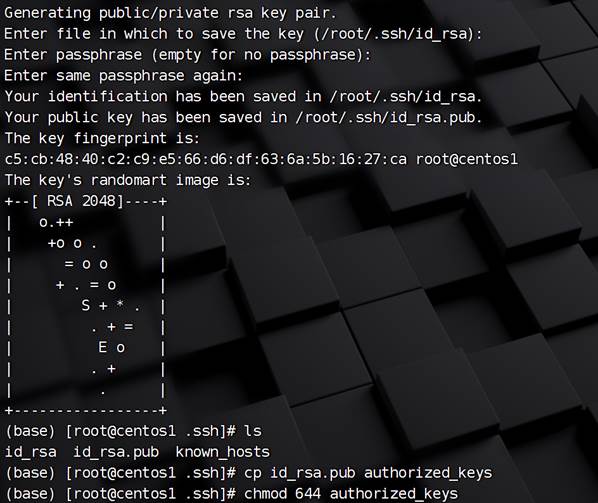 Generating public/private rsa key pair.
Enter file in which to save the key (/root/.ssh/id_rsa):
Enter passphrase (empty for no passphrase):
Enter same passphrase again:
Your identification has been saved in /root/.ssh/id_rsa.
Your public key has been saved in /root/.ssh/id_rsa.pub.
The key fingerprint is:
c5:cb:48:40:c2:c9:e5:66:d6:df:63:6a:5b:16:27:ca root@centos1
The key's randomart image is:
+--[ RSA 2048]----+
|   o.++          |
|    +o o .       |
|      = o o      |
|     + . = o     |
|        S + * .  |
|         . + =   |
|          E o    |
|         . +     |
|          .      |
+-----------------+
(base) [root@centos1 .ssh]# ls
id_rsa  id_rsa.pub  known_hosts
(base) [root@centos1 .ssh]# cp id_rsa.pub authorized_keys
(base) [root@centos1 .ssh]# chmod 644 authorized_keys